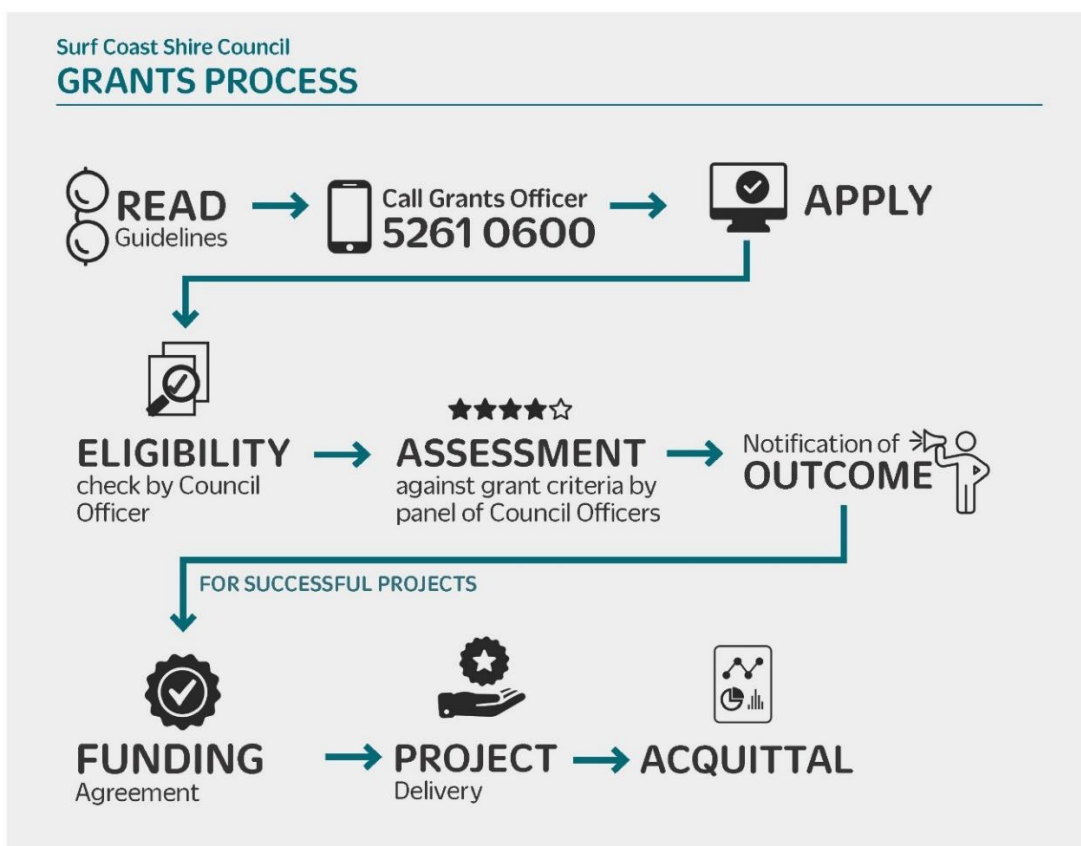 Surf Coast Shire Council
GRANTS PROCESS
READ
Guidelines
Call Grants Officer
5261 0600
APPLY
ELIGIBILITY
check by Council
Officer
ASSESSMENT
against grant criteria by
panel of Council Officers
Notification of
OUTCOME
FOR SUCCESSFUL PROJECTS
FUNDING
Agreement
PROJECT
Delivery
ACQUITTAL